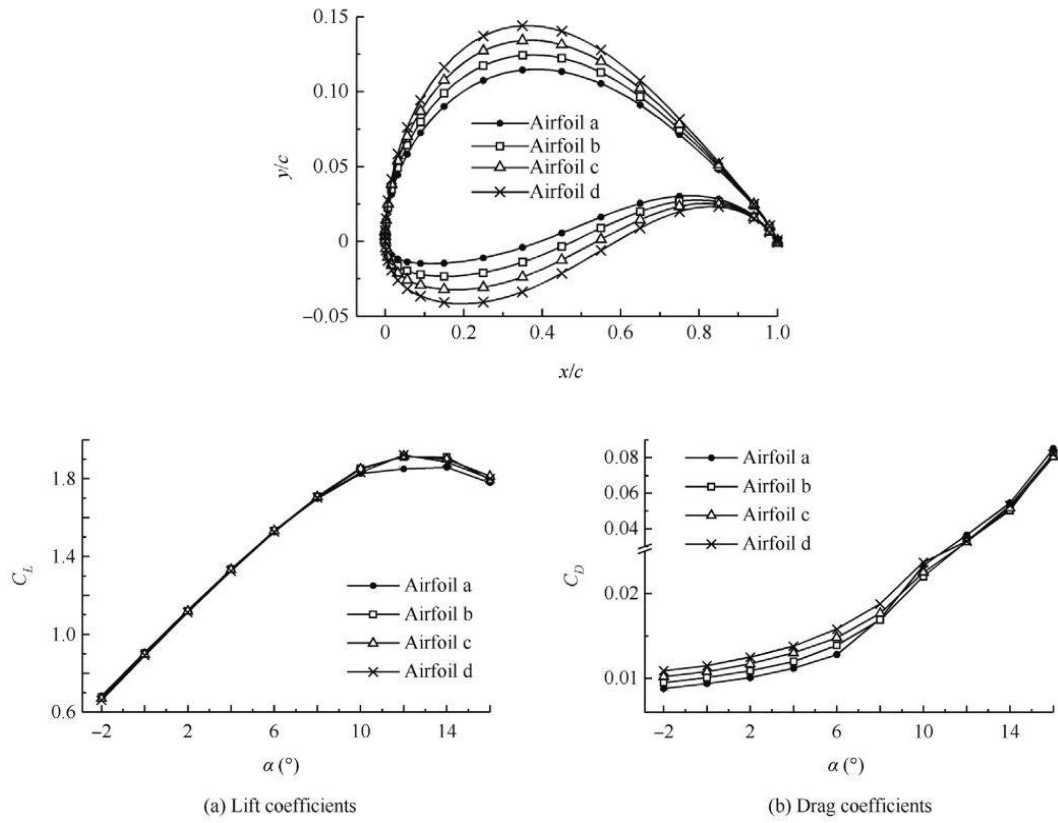 0.15
0.10
0.05
0
−0.05
y/c
Airfoil a
Airfoil b
Airfoil c
Airfoil d
0 0.2 0.4 0.6 0.8 1.0
x/c
1.8
1.4
1.0
0.6
C_L
Airfoil a
Airfoil b
Airfoil c
Airfoil d
−2 2 6 10 14
α (°)
(a) Lift coefficients
0.08
0.06
0.04
0.02
0.01
C_D
Airfoil a
Airfoil b
Airfoil c
Airfoil d
−2 2 6 10 14
α (°)
(b) Drag coefficients